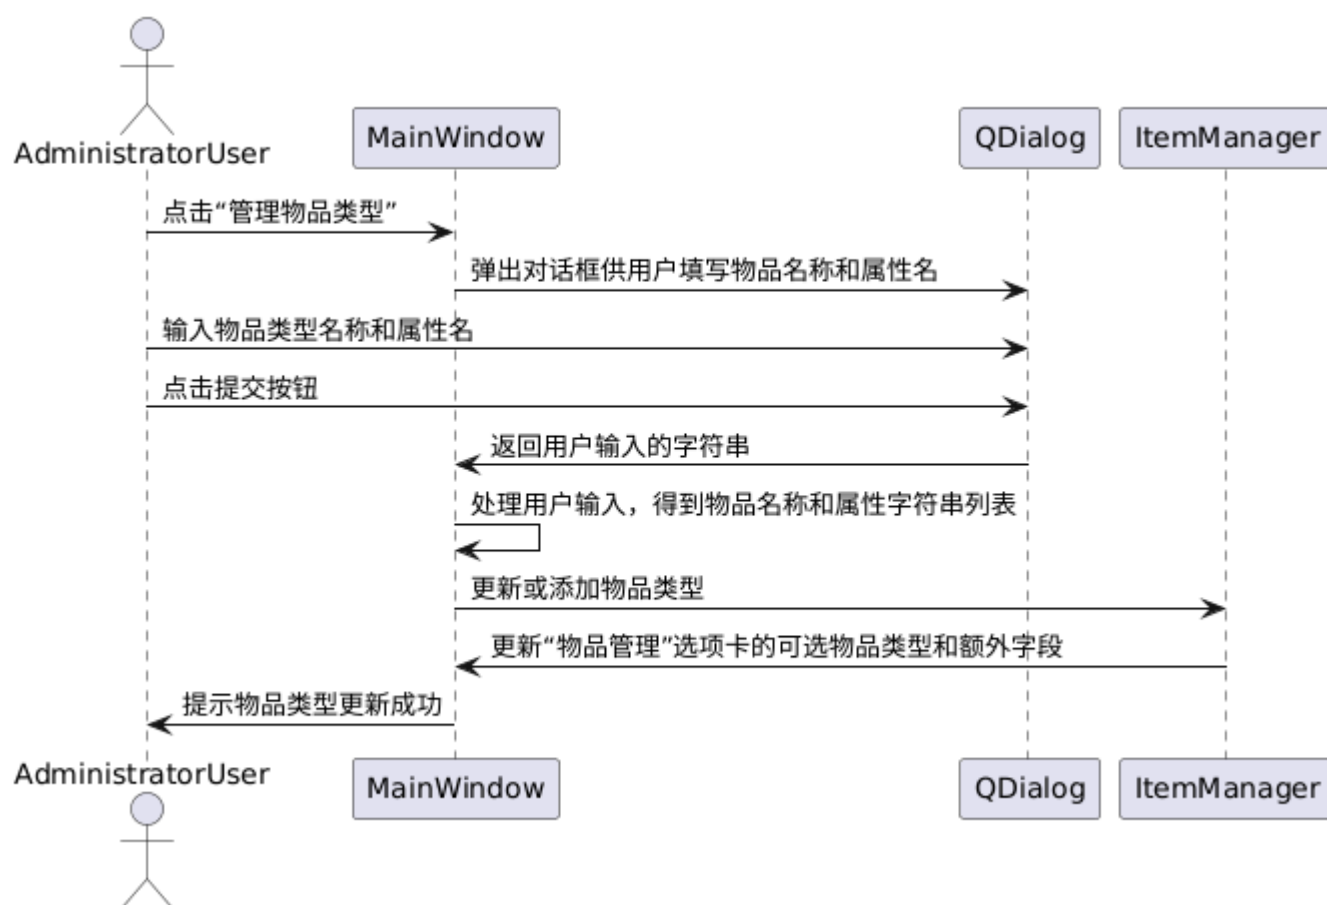 AdministratorUser
MainWindow
QDialog
ItemManager
点击“管理物品类型”
弹出对话框供用户填写物品名称和属性名
输入物品类型名称和属性名
点击提交按钮
返回用户输入的字符串
处理用户输入，得到物品名称和属性字符串列表
更新或添加物品类型
更新“物品管理”选项卡的可选物品类型和额外字段
提示物品类型更新成功
AdministratorUser
MainWindow
QDialog
ItemManager